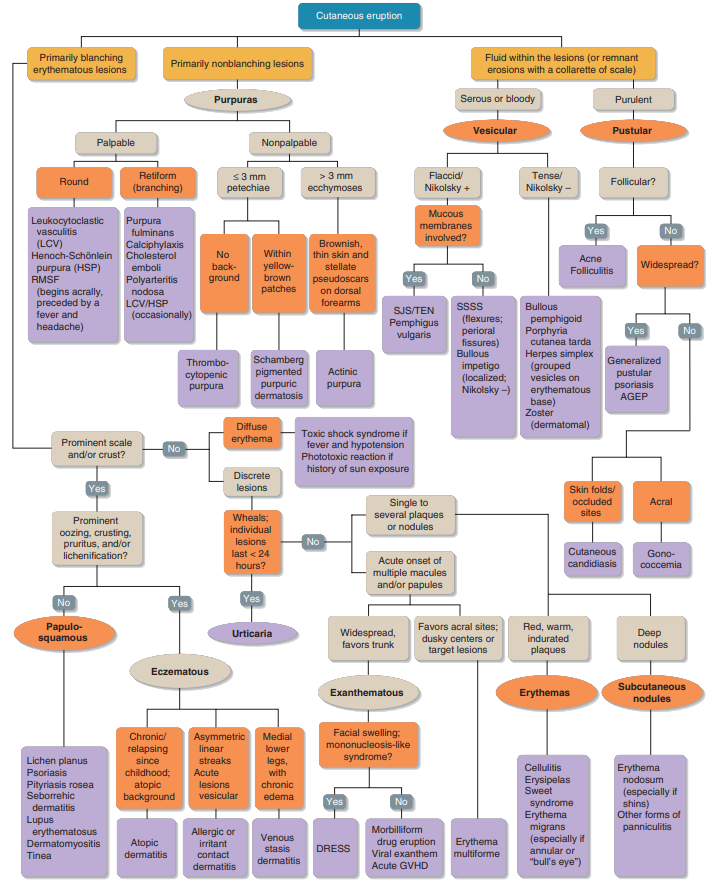 Cutaneous eruption
Primarily blanching
erythematous lesions
Primarily nonblanching lesions
Fluid within the lesions (or remnant
erosions with a collarette of scale)
Purpuras
Serous or bloody
Purulent
Vesicular
Pustular
Palpable
Nonpalpable
Round
Retiform
(branching)
≤ 3 mm
petechiae
> 3 mm
ecchymoses
Flaccid/
Nikolsky +
Tense/
Nikolsky –
Follicular?
Leukocytoclastic
vasculitis
(LCV)
Henoch-Schönlein
purpura (HSP)
RMSF
(begins acrally,
preceded by a
fever and
headache)
Purpura
fulminans
Calciphylaxis
Cholesterol
emboli
Polyarteritis
nodosa
LCV/HSP
(occasionally)
No
back-
ground
Within
yellow-
brown
patches
Brownish,
thin skin and
stellate
pseudoscars
on dorsal
forearms
Mucous
membranes
involved?
Yes
No
Yes
No
Acne
Folliculitis
Widespread?
Thrombo-
cytopenic
purpura
Schamberg
pigmented
purpuric
dermatosis
Actinic
purpura
SJS/TEN
Pemphigus
vulgaris
SSSS
(flexures;
perioral
fissures)
Bullous
impetigo
(localized;
Nikolsky –)
Bullous
pemphigoid
Porphyria
cutanea tarda
Herpes simplex
(grouped
vesicles on
erythematous
base)
Zoster
(dermatomal)
Yes
No
Generalized
pustular
psoriasis
AGEP
Prominent scale
and/or crust?
No
Diffuse
erythema
Toxic shock syndrome if
fever and hypotension
Phototoxic reaction if
history of sun exposure
Discrete
lesions
Yes
Skin folds/
occluded
sites
Acral
Prominent
oozing, crusting,
pruritus, and/or
lichenification?
Wheals;
individual
lesions
last < 24
hours?
No
Single to
several plaques
or nodules
Acute onset of
multiple macules
and/or papules
Cutaneous
candidiasis
Gono-
coccemia
No
Yes
Yes
Papulo-
squamous
Urticaria
Widespread,
favors trunk
Favors acral sites;
dusky centers or
target lesions
Red, warm,
indurated
plaques
Deep
nodules
Eczematous
Exanthematous
Erythemas
Subcutaneous
nodules
Chronic/
relapsing
since
childhood;
atopic
background
Asymmetric
linear
streaks
Acute
lesions
vesicular
Medial
lower
legs,
with
chronic
edema
Facial swelling;
mononucleosis-like
syndrome?
Lichen planus
Psoriasis
Pityriasis rosea
Seborrheic
dermatitis
Lupus
erythematosus
Dermatomyositis
Tinea
Yes
No
Cellulitis
Erysipelas
Sweet
syndrome
Erythema
migrans
(especially if
annular or
“bull’s eye”)
Erythema
nodosum
(especially if
shins)
Other forms of
panniculitis
Atopic
dermatitis
Allergic or
irritant
contact
dermatitis
Venous
stasis
dermatitis
DRESS
Morbilliform
drug eruption
Viral exanthem
Acute GVHD
Erythema
multiforme